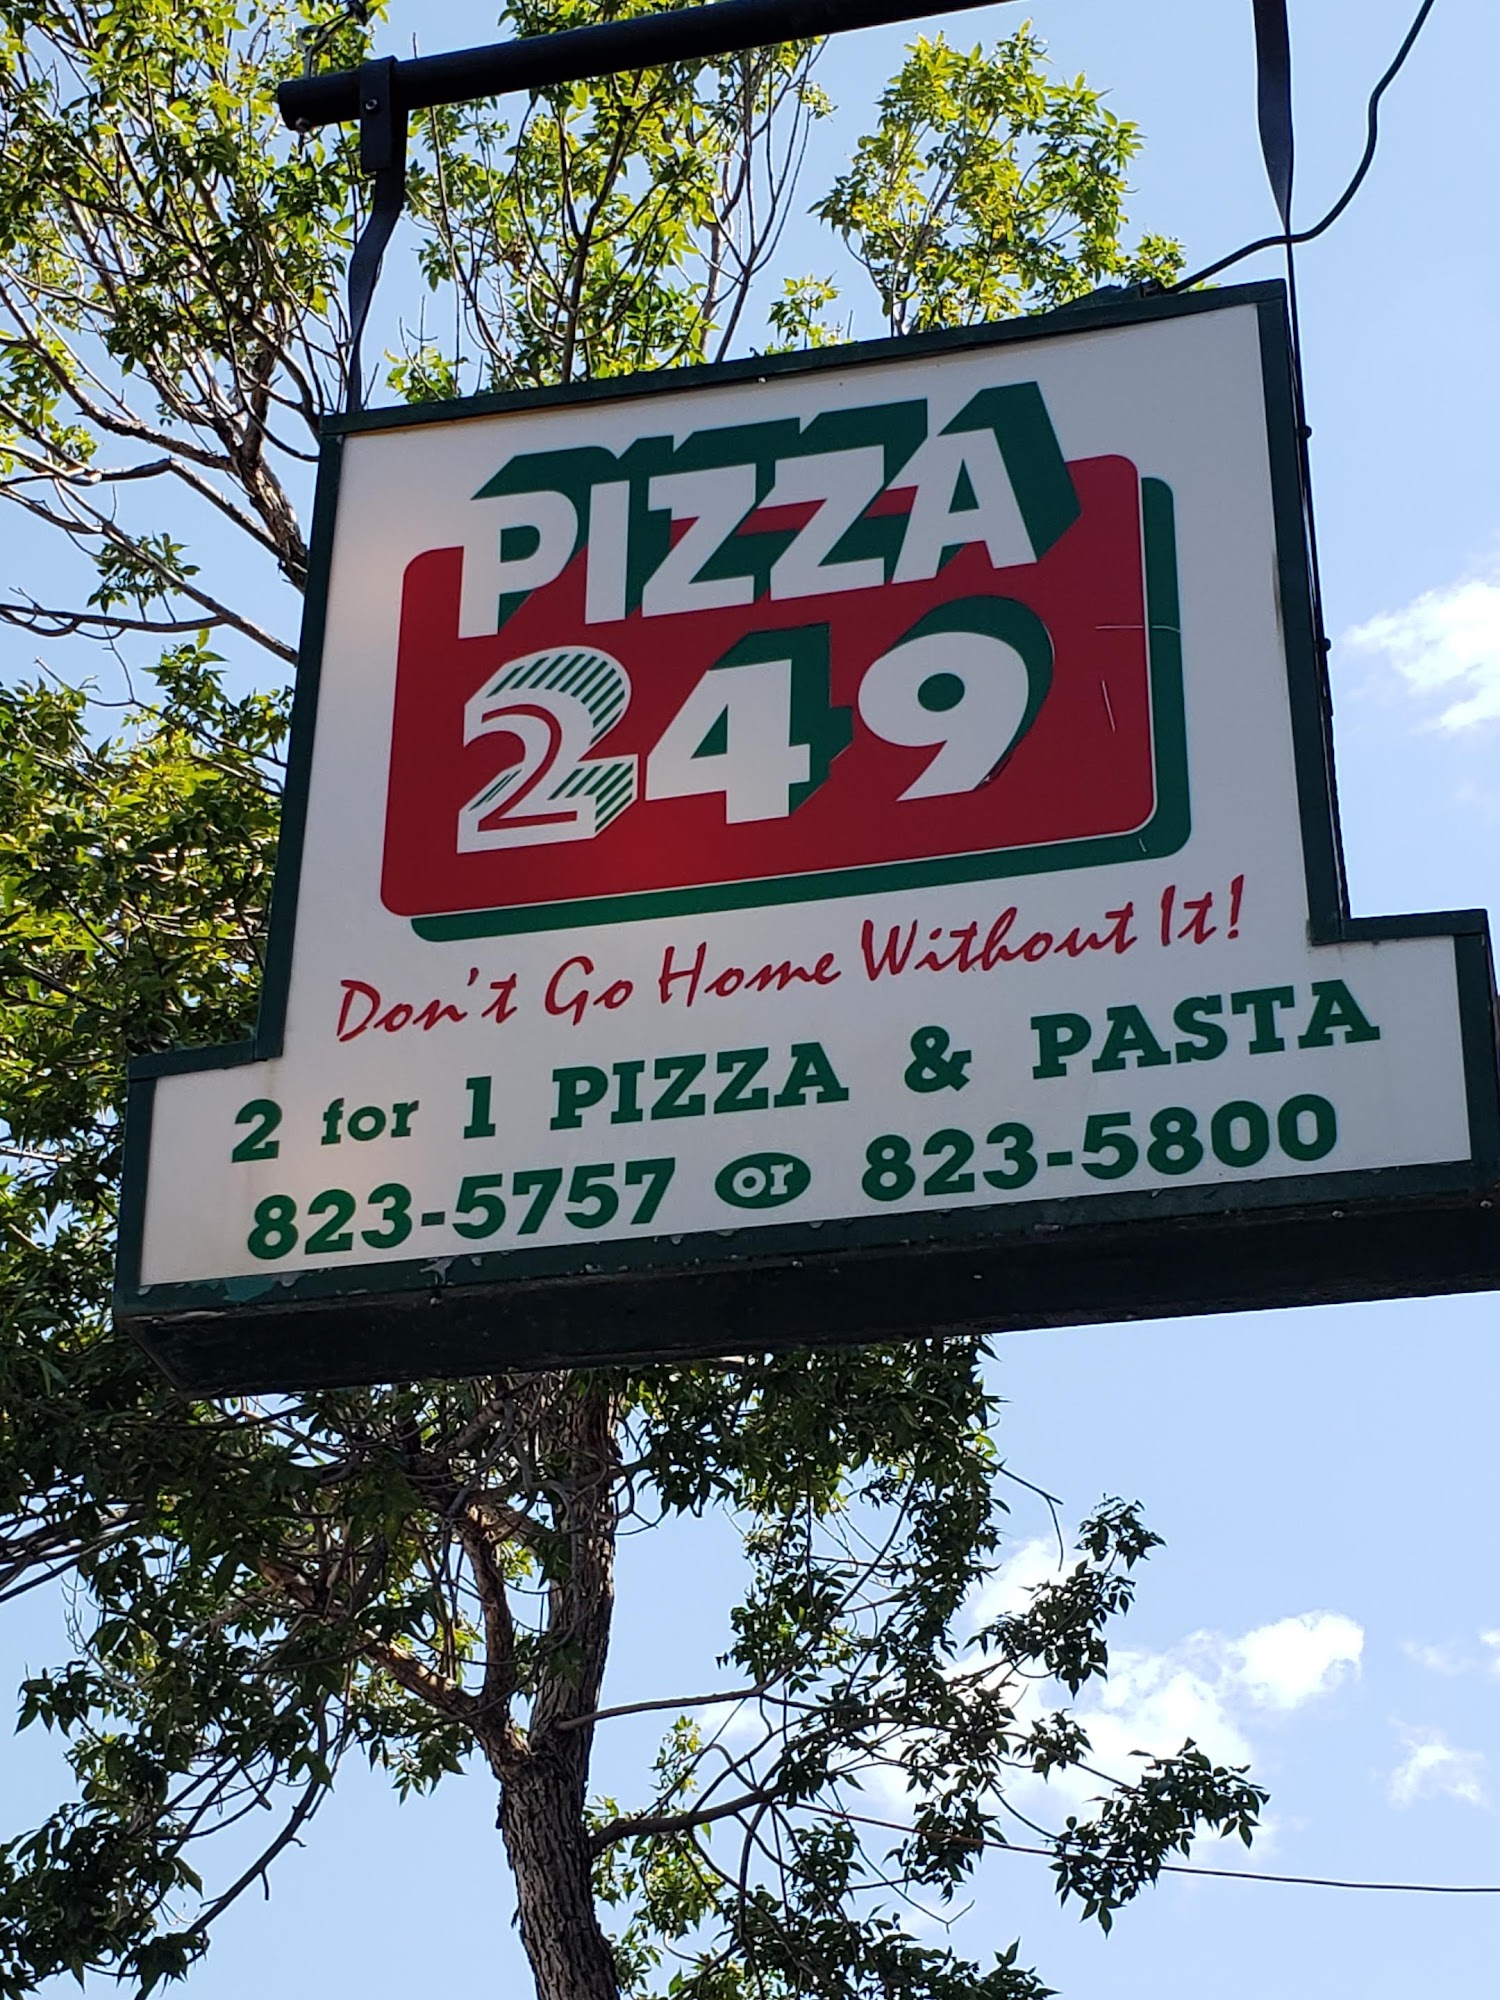 PIZZA
249
Don't Go Home Without It!
2 for 1 PIZZA & PASTA
823-5757 or 823-5800